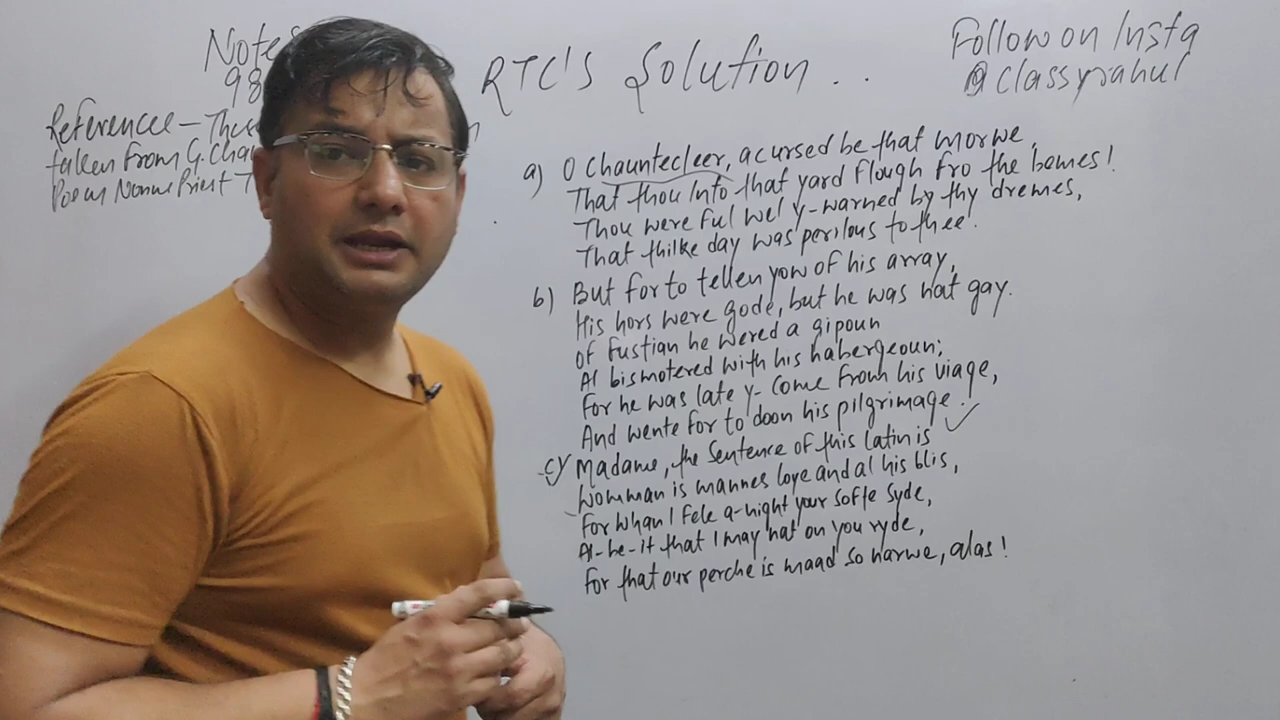 Notes
98
RTC'S Solution . .
Follow on Insta
@classyrahul
Reference - These
taken from G. Chau
Poem Nonne Priest T
n
a) O Chauntecleer, acursed be that morwe,
That thou Into that yard flough fro the bemes!
Thou were ful wel y-warned by thy dremes,
That thilke day was perilous to thee.
b) But for to tellen yow of his array,
His hors were gode, but he was nat gay.
Of fustian he wered a gipoun
Al bismotered with his habergeoun;
For he was late y-come from his viage,
And wente for to doon his pilgrimage.
c) Madame, the sentence of this latin is
Womman is mannes Ioye and al his blis,
For whan I fele a-night your softe syde,
Al-be-it that I may nat on you ryde,
For that our perche is maad so narwe, alas!